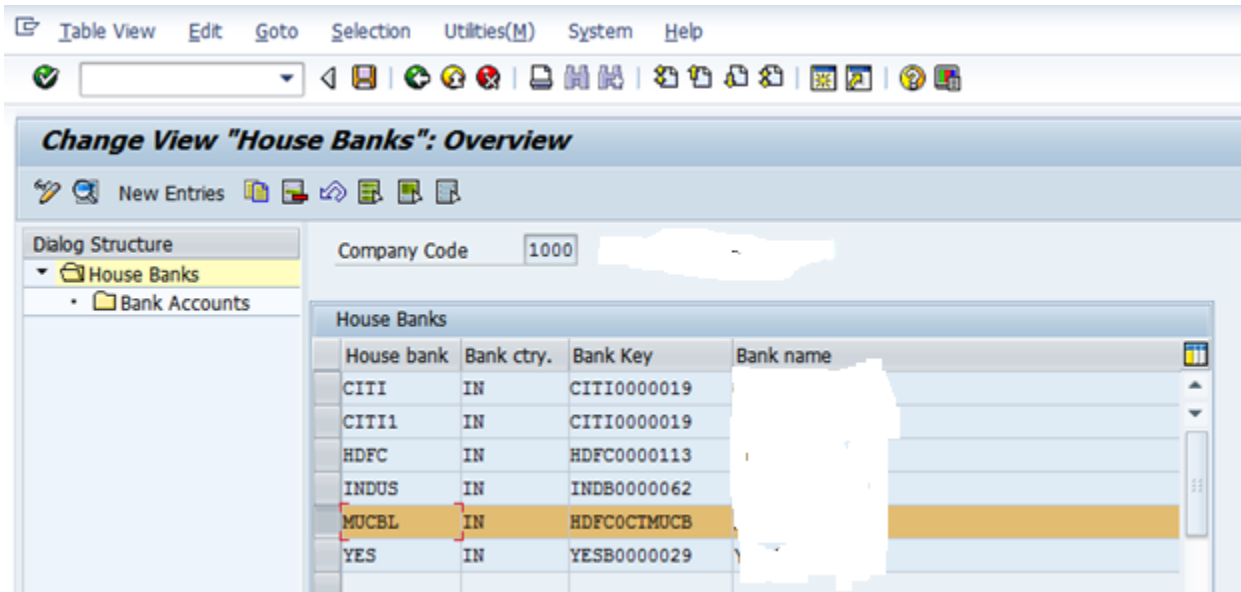 Table View Edit Goto Selection Utilities(M) System Help
Change View "House Banks": Overview
New Entries
Dialog Structure
House Banks
Bank Accounts
Company Code 1000
House Banks
House bank Bank ctry. Bank Key Bank name
CITI IN CITI0000019
CITI1 IN CITI0000019
HDFC IN HDFC0000113
INDUS IN INDB0000062
MUCBL IN HDFC0CTMUCB
YES IN YESB0000029